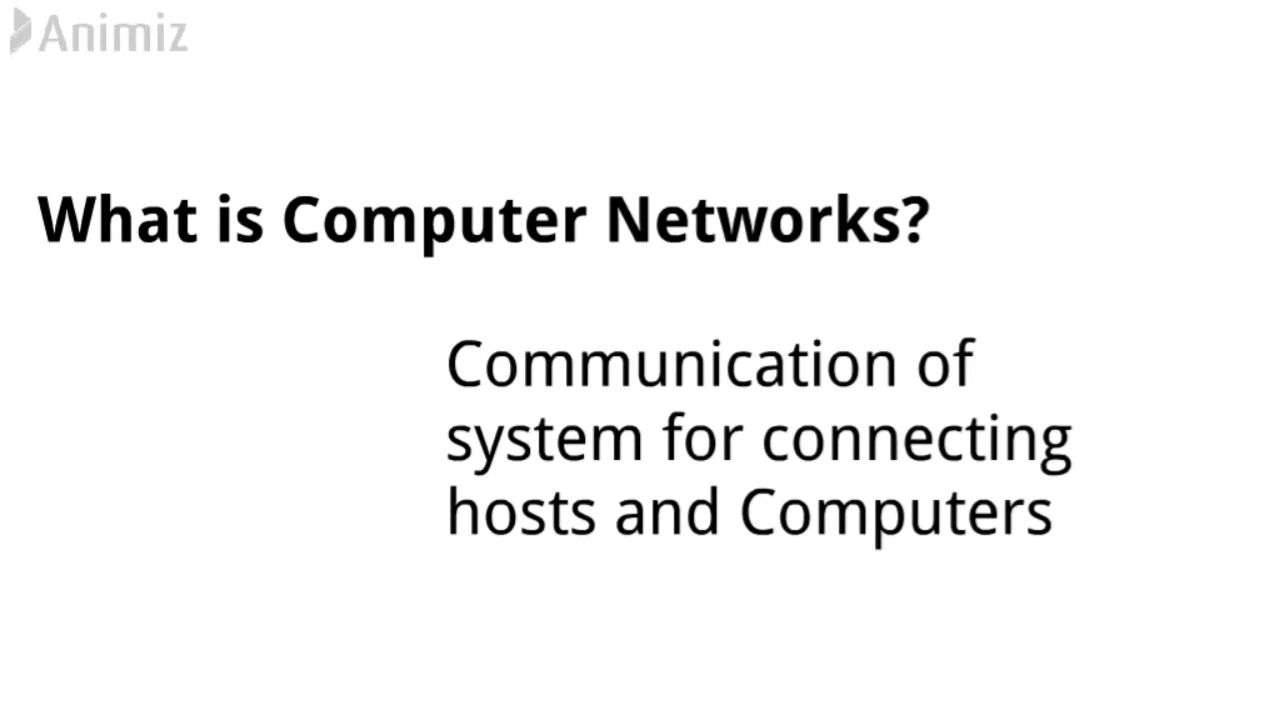 Animiz
What is Computer Networks?
Communication of
system for connecting
hosts and Computers